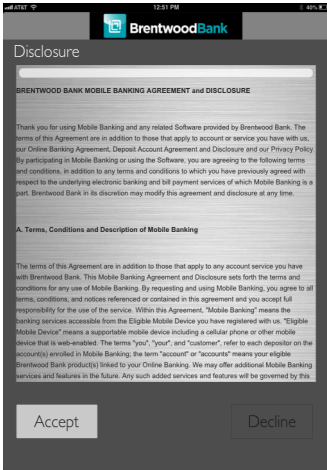 AT&T
12:51 PM
40%
BrentwoodBank
Disclosure
BRENTWOOD BANK MOBILE BANKING AGREEMENT and DISCLOSURE
Thank you for using Mobile Banking and any related Software provided by Brentwood Bank. The
terms of this Agreement are in addition to those that apply to account or service you have with us,
our Online Banking Agreement, Deposit Account Agreement and Disclosure and our Privacy Policy.
By participating in Mobile Banking or using the Software, you are agreeing to the following terms
and conditions, in addition to any terms and conditions to which you have previously agreed with
respect to the underlying electronic banking and bill payment services of which Mobile Banking is a
part. Brentwood Bank in its discretion may modify this agreement and disclosure at any time.
A. Terms, Conditions and Description of Mobile Banking
The terms of this Agreement are in addition to those that apply to any account service you have
with Brentwood Bank. This Mobile Banking Agreement and Disclosure sets forth the terms and
conditions for any use of Mobile Banking. By requesting and using Mobile Banking, you agree to all
terms, conditions, and notices referenced or contained in this agreement and you accept full
responsibility for the use of the service. Within this Agreement, "Mobile Banking" means the
banking services accessible from the Eligible Mobile Device you have registered with us. "Eligible
Mobile Device" means a supportable mobile device including a cellular phone or other mobile
device that is web-enabled. The terms "you", "your", and "customer", refer to each depositor on the
account(s) enrolled in Mobile Banking; the term "account" or "accounts" means your eligible
Brentwood Bank product(s) linked to your Online Banking. We may offer additional Mobile Banking
services and features in the future. Any such added services and features will be governed by this
Accept
Decline